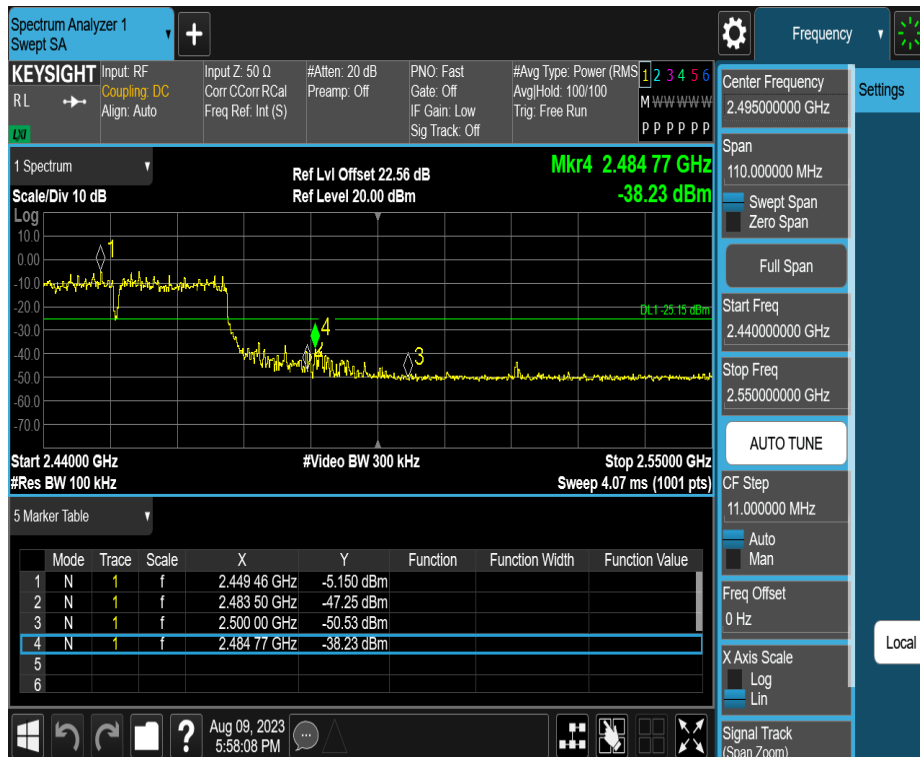 Spectrum Analyzer 1
Swept SA
+
Frequency
KEYSIGHT
R L
LXI
Input: RF
Coupling: DC
Align: Auto
Input Z: 50 Ω
Corr CCorr RCal
Freq Ref: Int (S)
#Atten: 20 dB
Preamp: Off
PNO: Fast
Gate: Off
IF Gain: Low
Sig Track: Off
#Avg Type: Power (RMS
Avg|Hold: 100/100
Trig: Free Run
1 2 3 4 5 6
M W W W W W
P P P P P P
1 Spectrum
Scale/Div 10 dB
Ref Lvl Offset 22.56 dB
Ref Level 20.00 dBm
Mkr4 2.484 77 GHz
-38.23 dBm
Log
10.0
0.00
-10.0
-20.0
-30.0
-40.0
-50.0
-60.0
-70.0
1
DL1 -25.15 dBm
4
2
3
Start 2.44000 GHz
#Video BW 300 kHz
Stop 2.55000 GHz
#Res BW 100 kHz
Sweep 4.07 ms (1001 pts)
5 Marker Table
Mode Trace Scale X Y Function Function Width Function Value
1 N 1 f 2.449 46 GHz -5.150 dBm
2 N 1 f 2.483 50 GHz -47.25 dBm
3 N 1 f 2.500 00 GHz -50.53 dBm
4 N 1 f 2.484 77 GHz -38.23 dBm
5
6
?
Aug 09, 2023
5:58:08 PM
Center Frequency
2.495000000 GHz
Settings
Span
110.000000 MHz
Swept Span
Zero Span
Full Span
Start Freq
2.440000000 GHz
Stop Freq
2.550000000 GHz
AUTO TUNE
CF Step
11.000000 MHz
Auto
Man
Freq Offset
0 Hz
Local
X Axis Scale
Log
Lin
Signal Track
(Span Zoom)